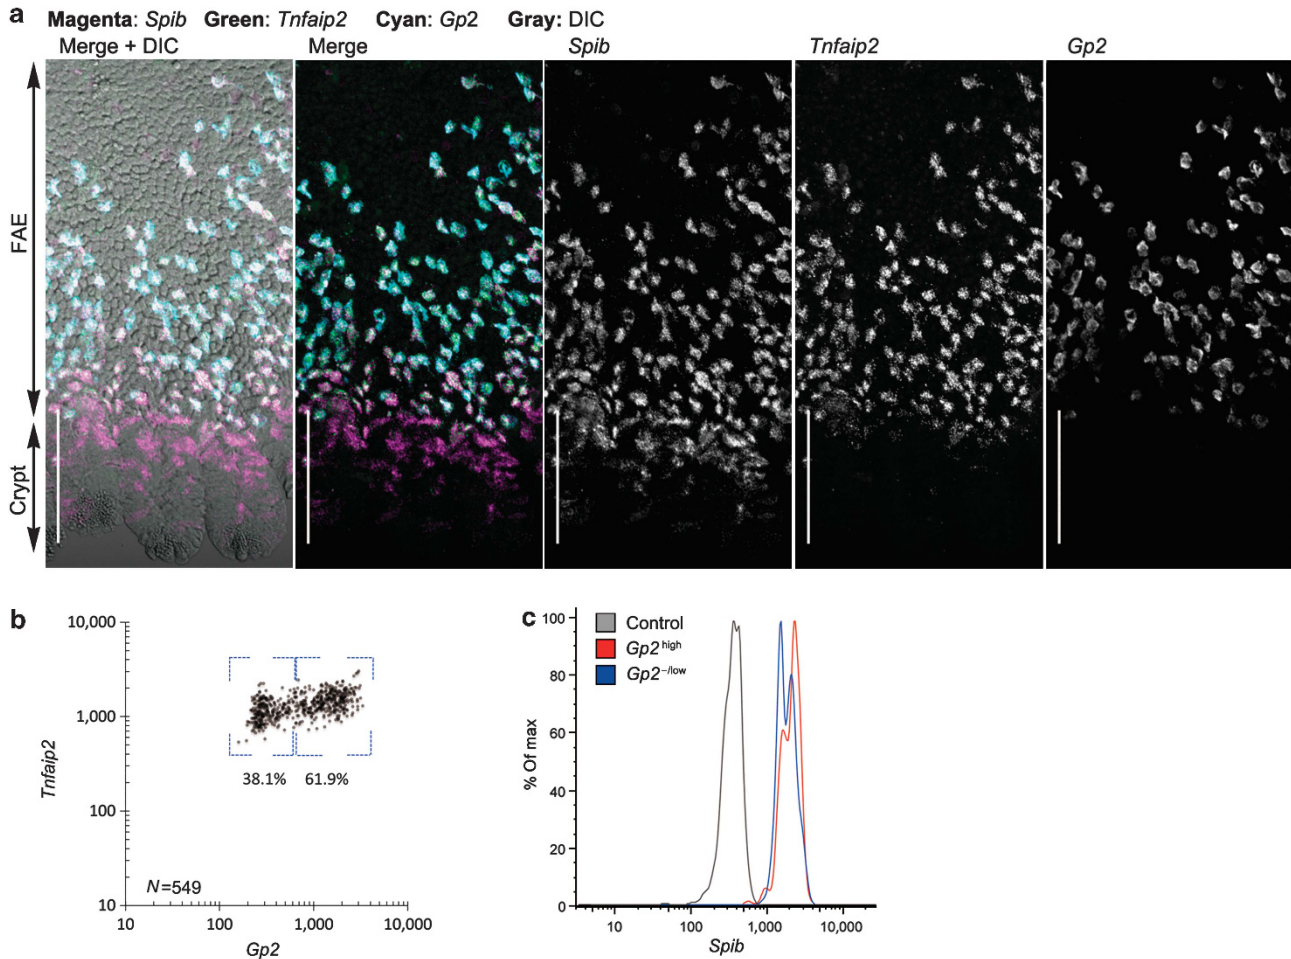 a
Magenta: Spib Green: Tnfaip2 Cyan: Gp2 Gray: DIC
Merge + DIC Merge Spib Tnfaip2 Gp2
FAE
Crypt
b
10,000
1,000
100
10
Tnfaip2
38.1% 61.9%
N=549
10 100 1,000 10,000
Gp2
c
100
80
60
40
20
0
% Of max
Control
Gp2 high
Gp2 −/low
10 100 1,000 10,000
Spib